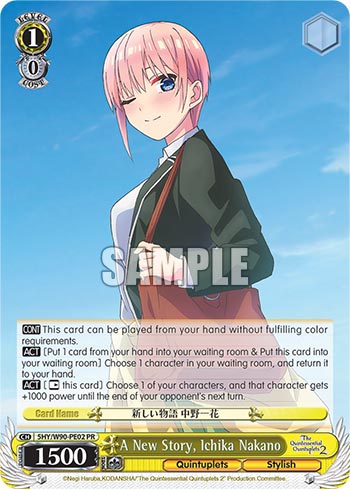 LEVEL
1
0
COST
SAMPLE
CONT This card can be played from your hand without fulfilling color
requirements.
ACT [Put 1 card from your hand into your waiting room & Put this card into
your waiting room] Choose 1 character in your waiting room, and return it
to your hand.
ACT [ this card] Choose 1 of your characters, and that character gets
+1000 power until the end of your opponent's next turn.
Card Name 新しい物語 中野一花
CH 5HY/W90-PE02 PR
1500
A New Story, Ichika Nakano
The Quintessential Quintuplets 2
Quintuplets Stylish
©Negi Haruba,KODANSHA/"The Quintessential Quintuplets 2" Production Committee.